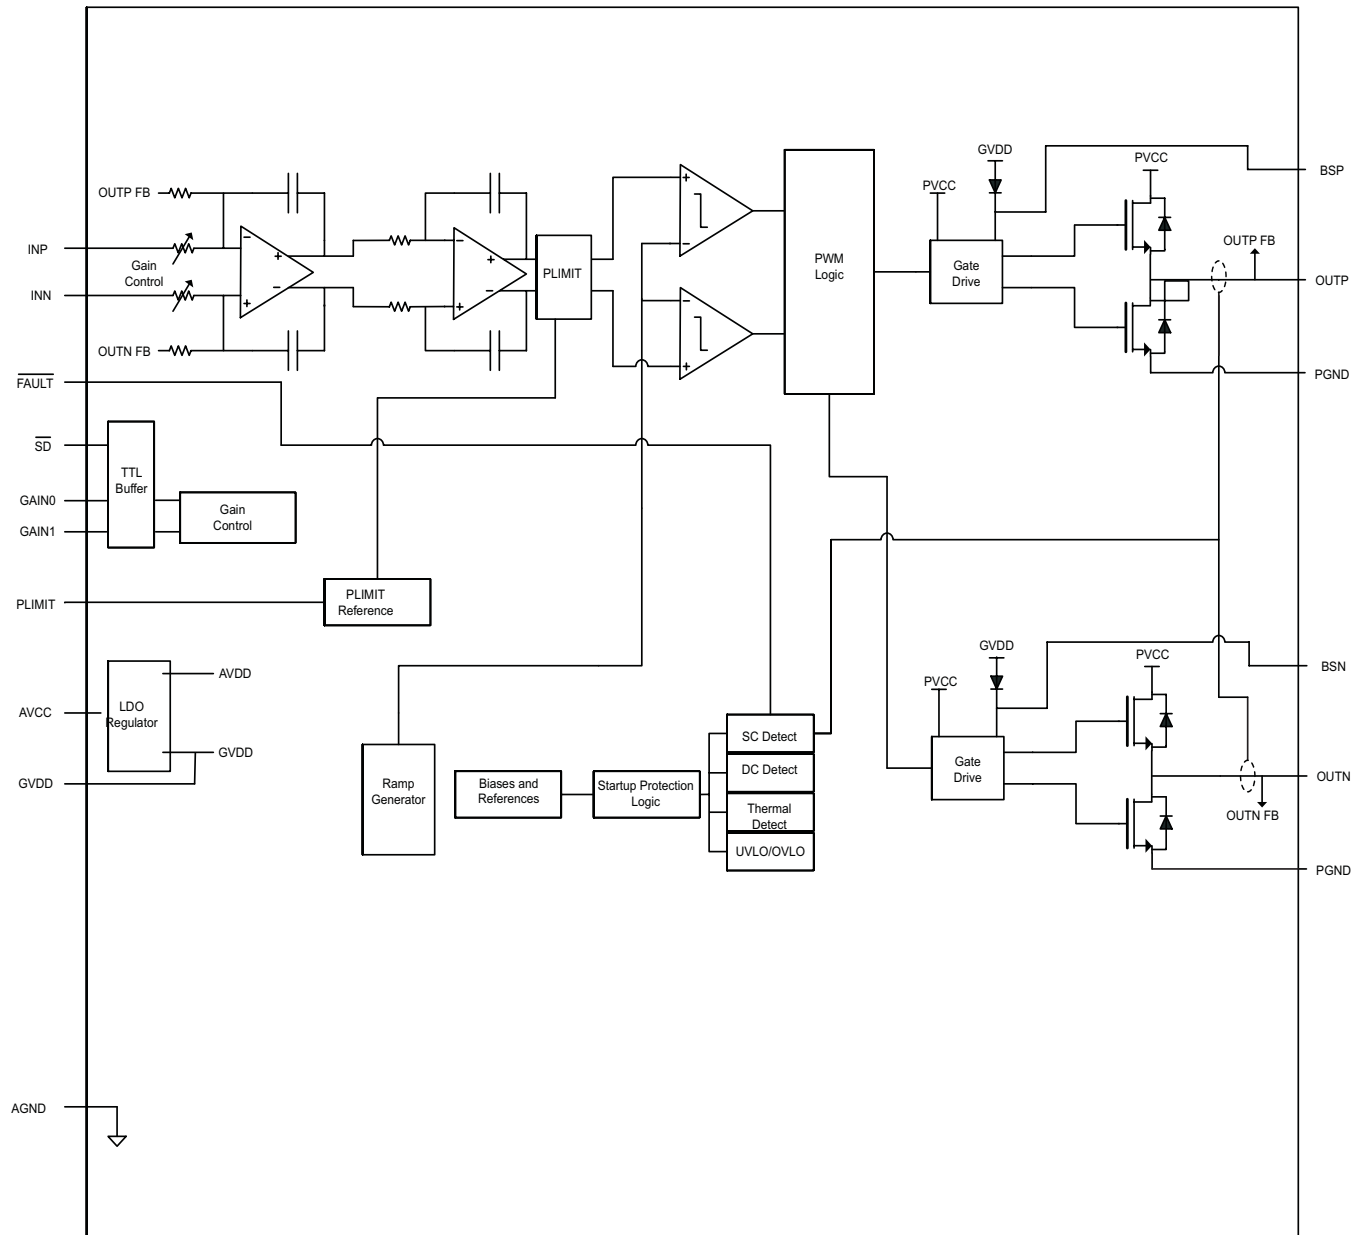 GVDD
PVCC
BSP
OUTP FB
PVCC
INP
Gain
Control
PLIMIT
PWM
Logic
Gate
Drive
OUTP FB
OUTP
INN
OUTN FB
FAULT
PGND
SD
TTL
Buffer
GAIN0
GAIN1
Gain
Control
PLIMIT
PLIMIT
Reference
GVDD
PVCC
BSN
AVDD
PVCC
LDO
Regulator
AVCC
GVDD
GVDD
SC Detect
DC Detect
Thermal
Detect
UVLO/OVLO
Ramp
Generator
Biases and
References
Startup Protection
Logic
Gate
Drive
OUTN
OUTN FB
PGND
AGND